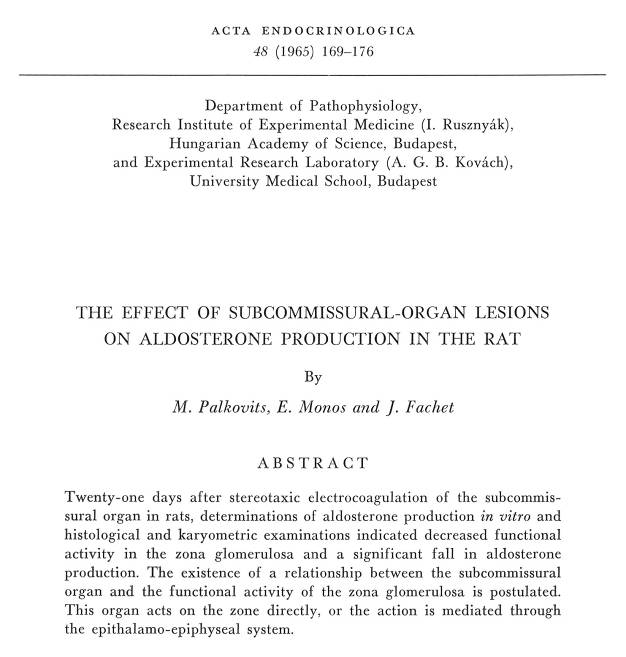 ACTA ENDOCRINOLOGICA
48 (1965) 169–176
Department of Pathophysiology,
Research Institute of Experimental Medicine (I. Rusznyák),
Hungarian Academy of Science, Budapest,
and Experimental Research Laboratory (A. G. B. Kovách),
University Medical School, Budapest
THE EFFECT OF SUBCOMMISSURAL-ORGAN LESIONS
ON ALDOSTERONE PRODUCTION IN THE RAT
By
M. Palkovits, E. Monos and J. Fachet
ABSTRACT
Twenty-one days after stereotaxic electrocoagulation of the subcommis-
sural organ in rats, determinations of aldosterone production in vitro and
histological and karyometric examinations indicated decreased functional
activity in the zona glomerulosa and a significant fall in aldosterone
production. The existence of a relationship between the subcommissural
organ and the functional activity of the zona glomerulosa is postulated.
This organ acts on the zone directly, or the action is mediated through
the epithalamo-epiphyseal system.